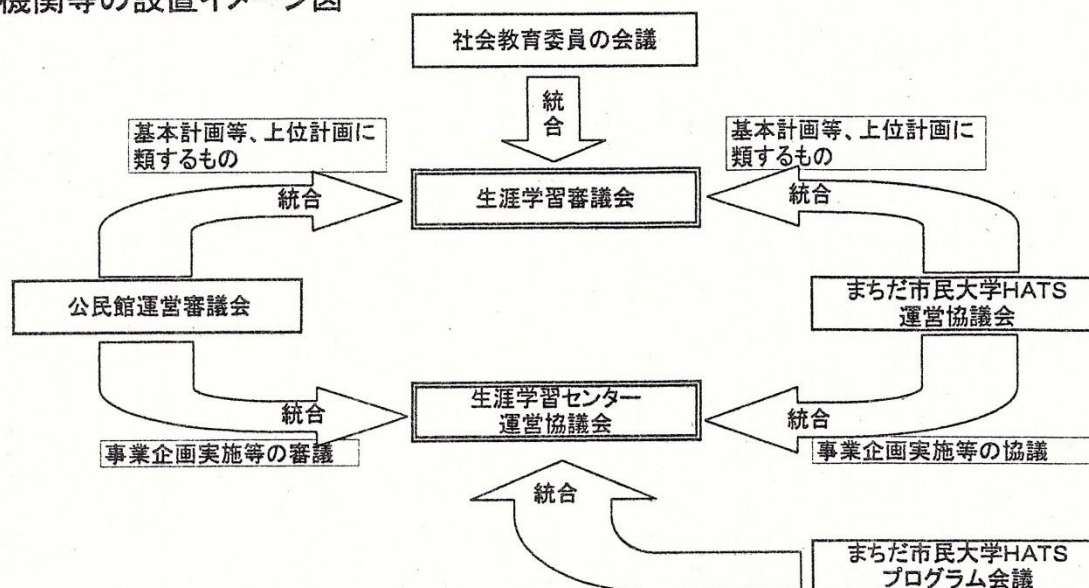 機関等の設置イメージ図
社会教育委員の会議
統
合
基本計画等、上位計画に
類するもの
基本計画等、上位計画に
類するもの
統合
生涯学習審議会
統合
公民館運営審議会
まちだ市民大学HATS
運営協議会
統合
生涯学習センター
運営協議会
統合
事業企画実施等の審議
事業企画実施等の協議
統合
まちだ市民大学HATS
プログラム会議